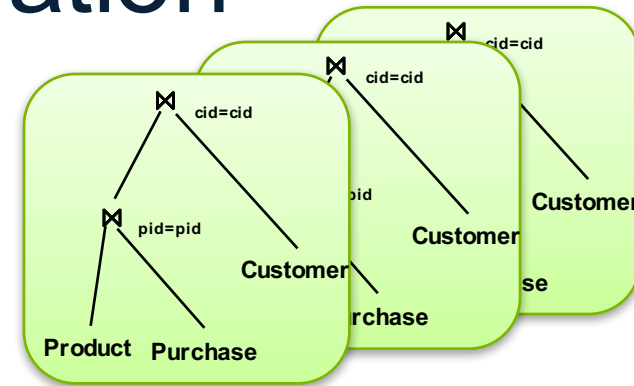 ation
⋈ cid=cid
⋈ pid=pid
Customer
Product Purchase
⋈ cid=cid
pid
Customer
rchase
⋈ cid=cid
Customer
se